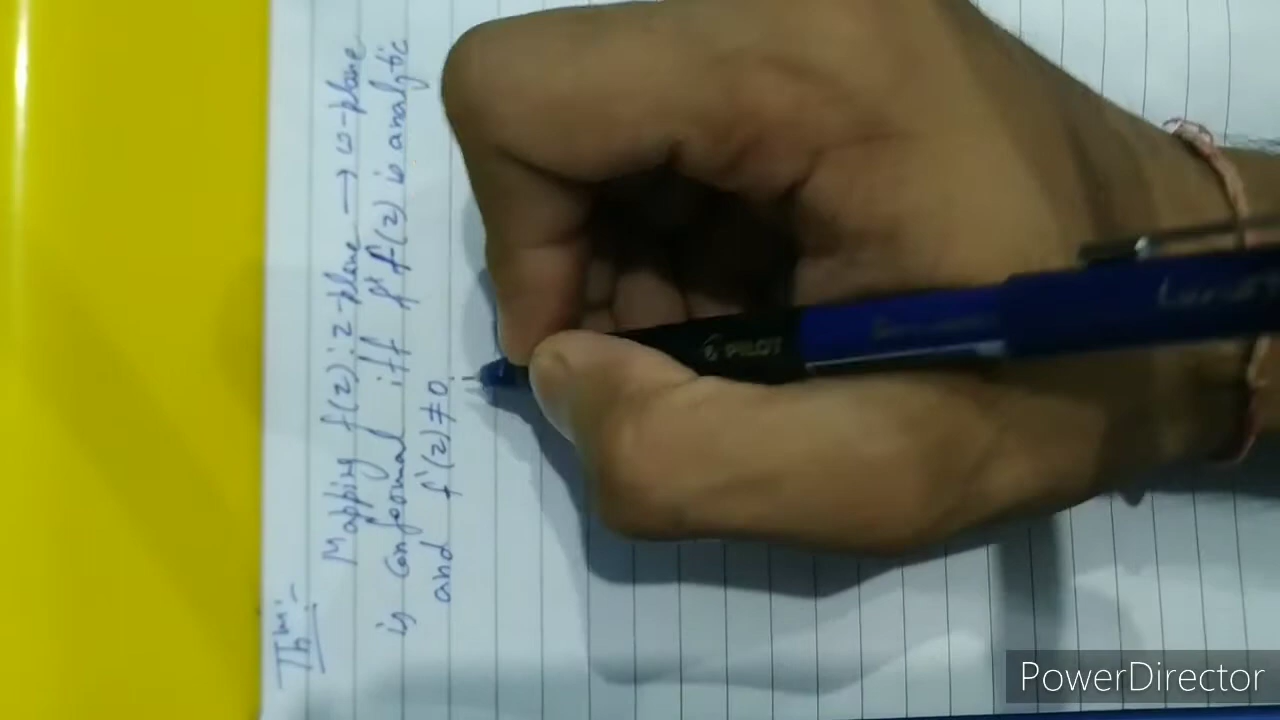 Thm:-
Mapping f(z): z-plane → w-plane
is conformal iff f' f(z) is analytic
and f'(z) ≠ 0
PILOT
PowerDirector